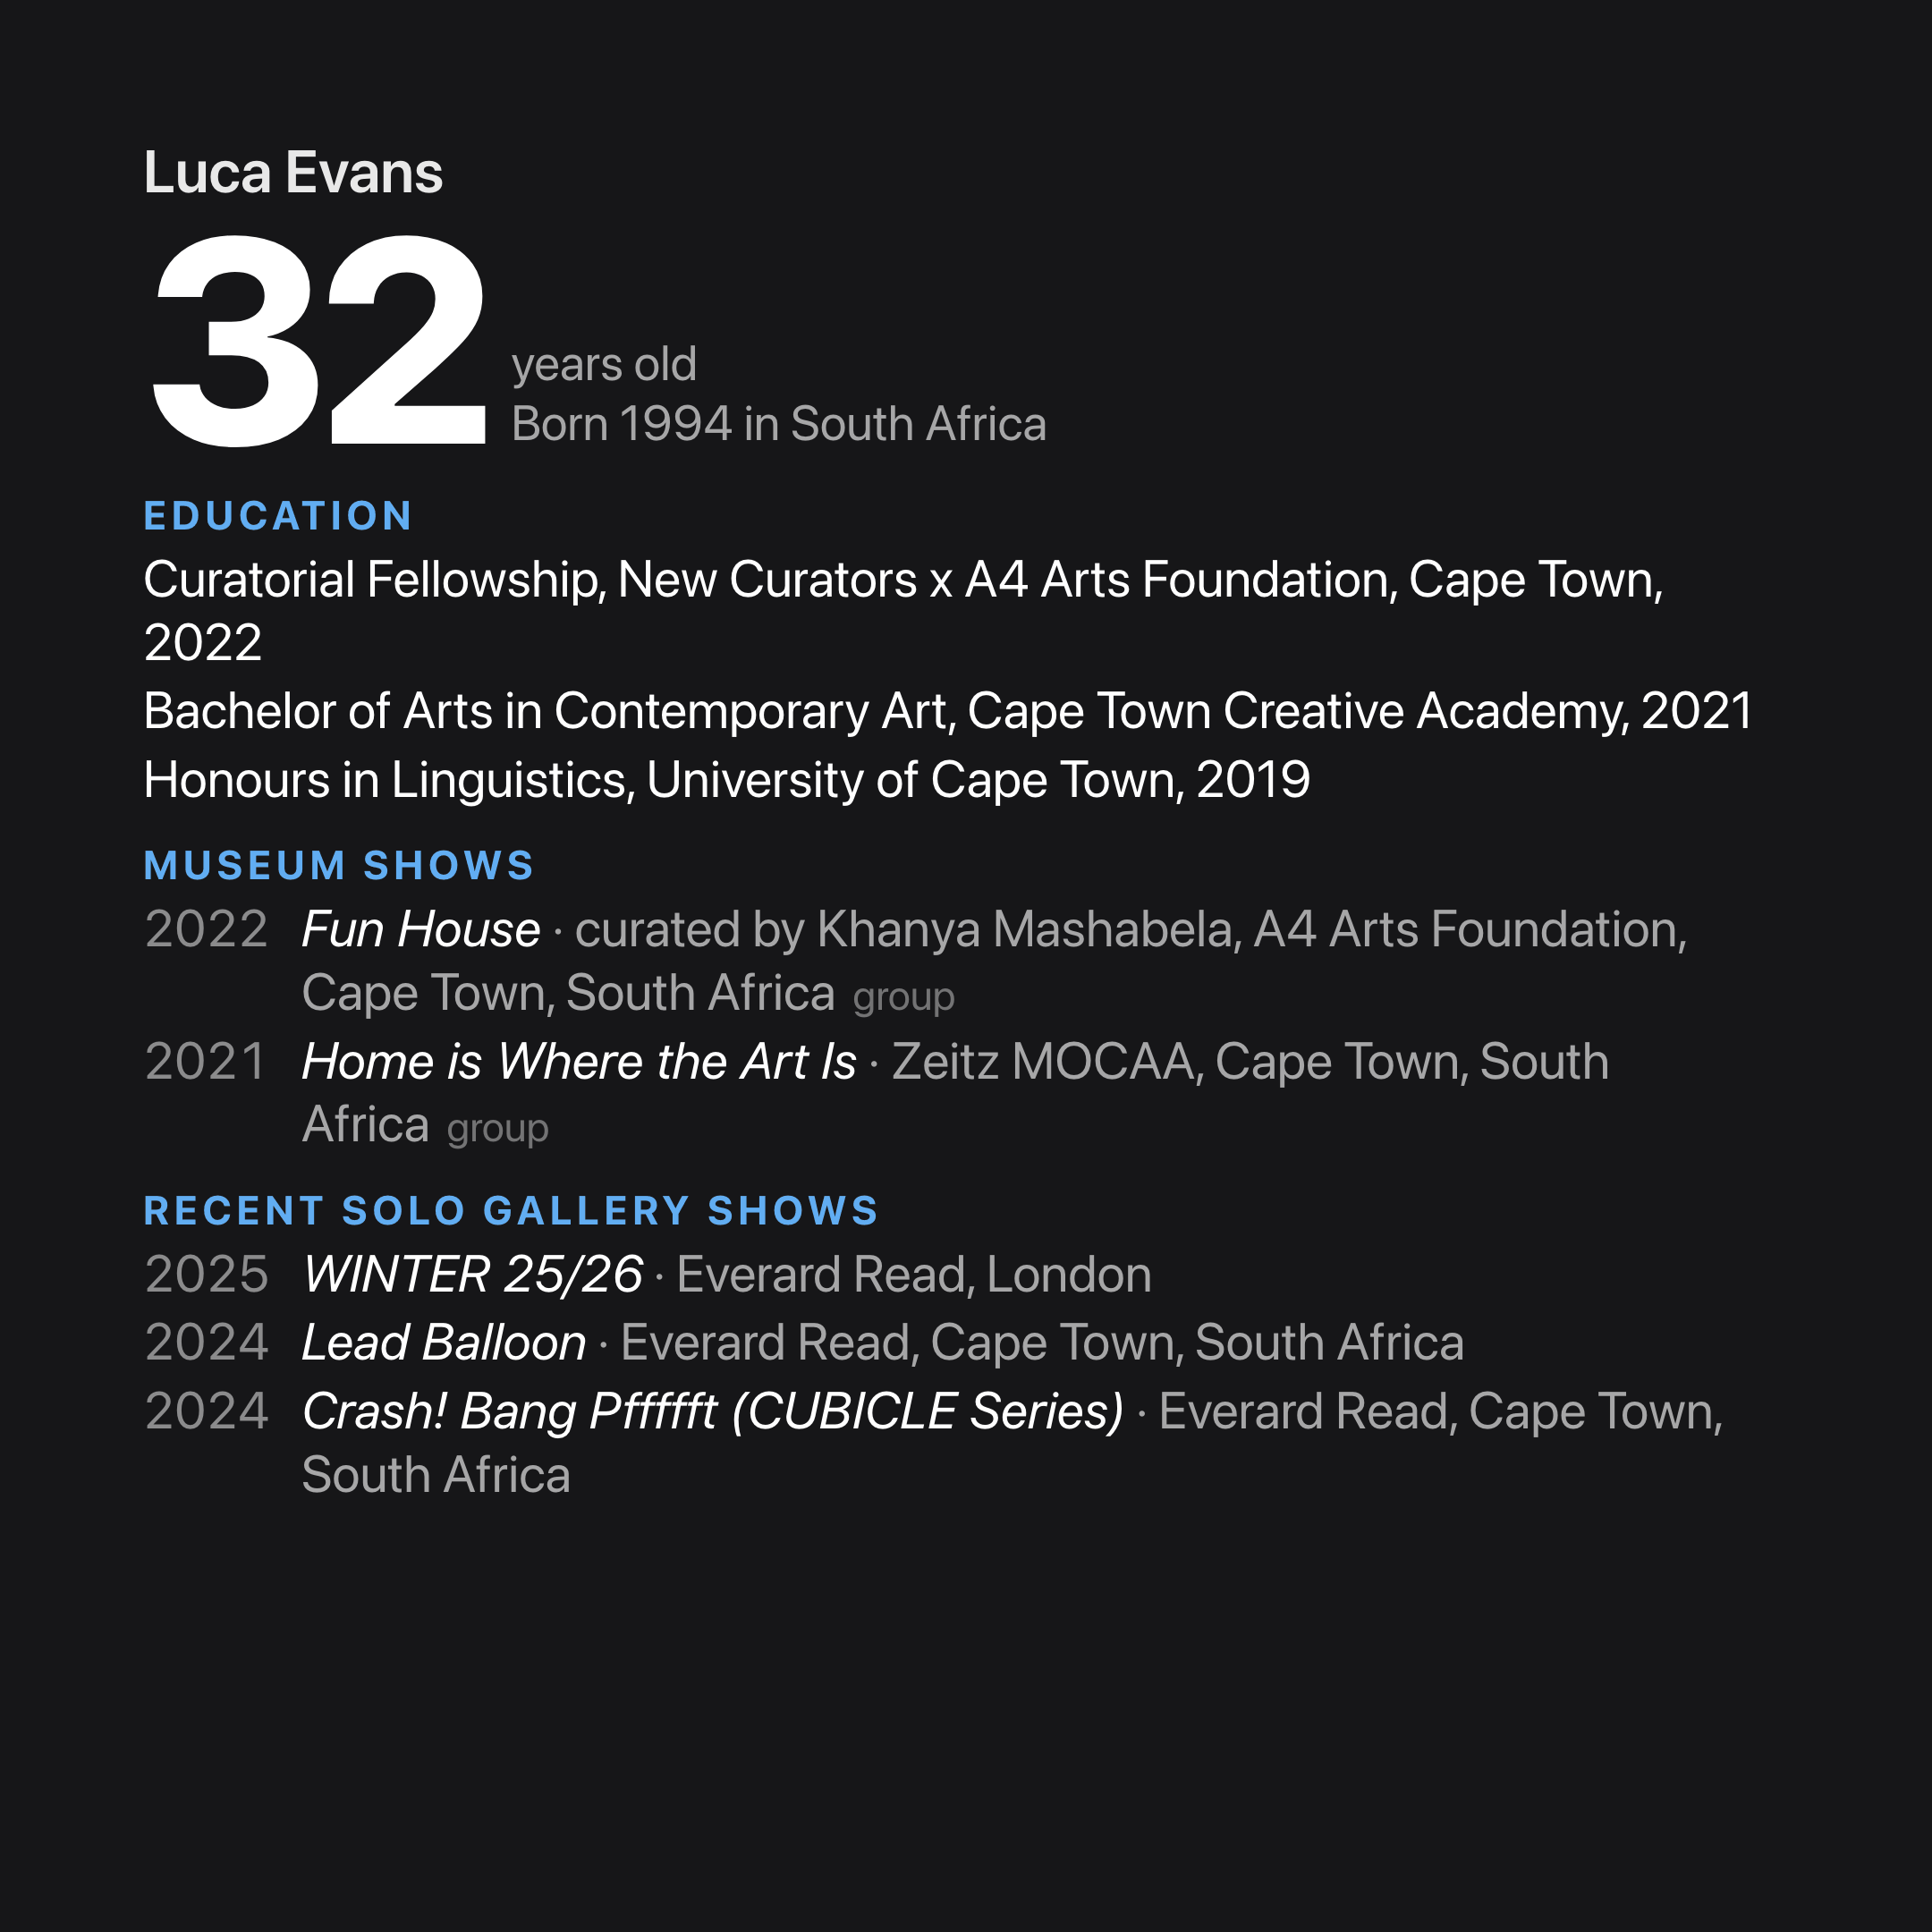 Luca Evans
32 years old
Born 1994 in South Africa
EDUCATION
Curatorial Fellowship, New Curators x A4 Arts Foundation, Cape Town,
2022
Bachelor of Arts in Contemporary Art, Cape Town Creative Academy, 2021
Honours in Linguistics, University of Cape Town, 2019
MUSEUM SHOWS
2022 Fun House · curated by Khanya Mashabela, A4 Arts Foundation,
Cape Town, South Africa group
2021 Home is Where the Art Is · Zeitz MOCAA, Cape Town, South
Africa group
RECENT SOLO GALLERY SHOWS
2025 WINTER 25/26 · Everard Read, London
2024 Lead Balloon · Everard Read, Cape Town, South Africa
2024 Crash! Bang Pffffft (CUBICLE Series) · Everard Read, Cape Town,
South Africa